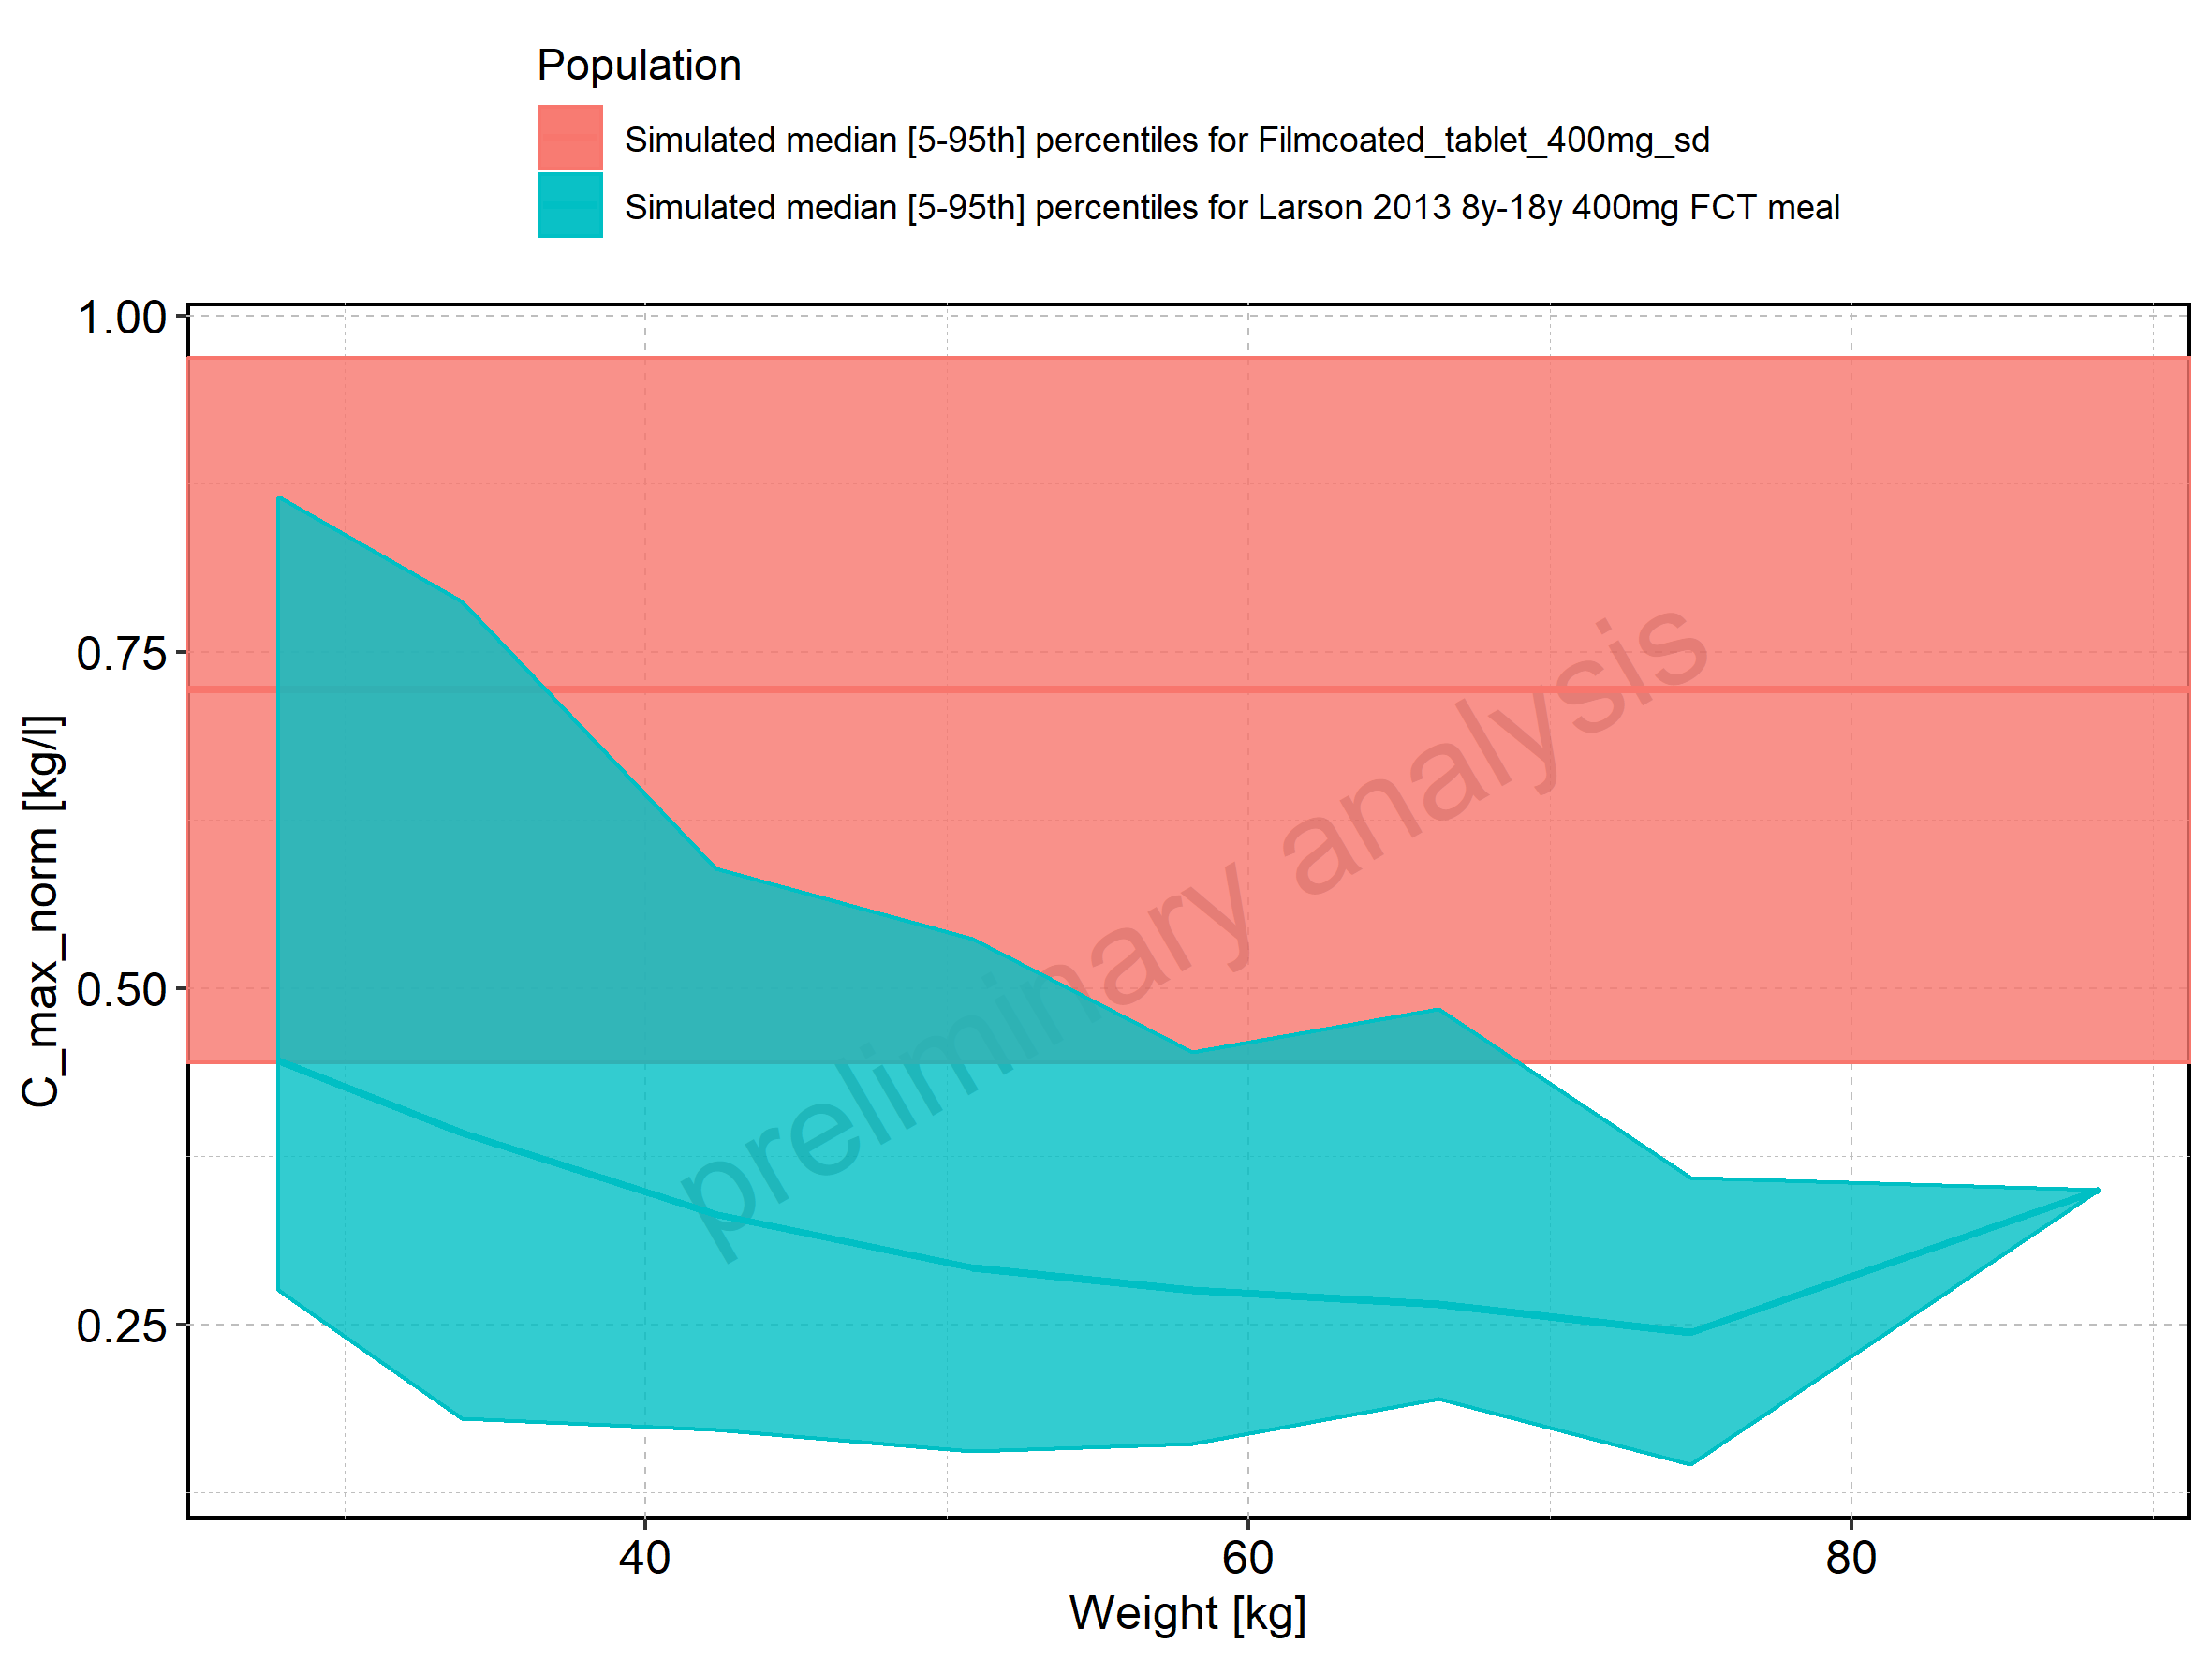 Population
Simulated median [5-95th] percentiles for Filmcoated_tablet_400mg_sd
Simulated median [5-95th] percentiles for Larson 2013 8y-18y 400mg FCT meal
1.00
0.75
0.50
0.25
C_max_norm [kg/l]
preliminary analysis
40
60
80
Weight [kg]